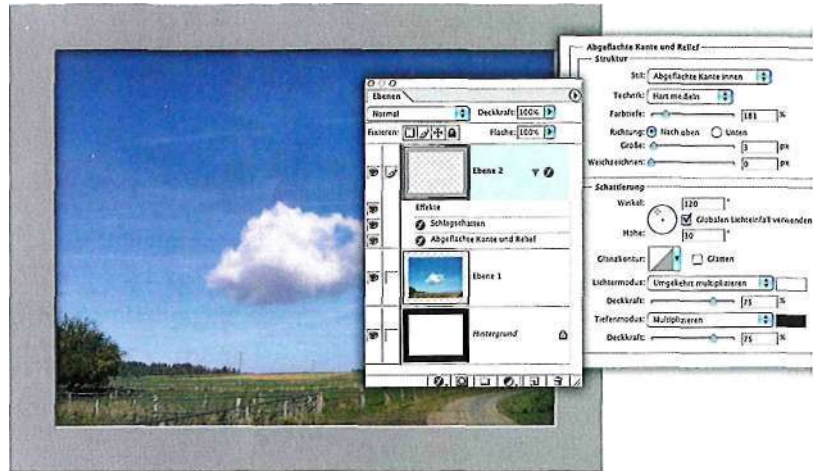 Ebenen
Normal Deckkraft: 100%
Fixieren: Fläche: 100%
Ebene 2
Effekte
Schlagschatten
Abgeflachte Kante und Relief
Ebene 1
Hintergrund
Abgeflachte Kante und Relief
Struktur
Stil: Abgeflachte Kante innen
Technik: Hart meißeln
Farbtiefe: 181 %
Richtung: Nach oben Unten
Größe: 3 px
Weichzeichnen: 0 px
Schattierung
Winkel: 120 °
Globalen Lichteinfall verwenden
Höhe: 30 °
Glanzkontur: Glätten
Lichtermodus: Umgekehrt multiplizieren
Deckkraft: 75 %
Tiefenmodus: Multiplizieren
Deckkraft: 75 %